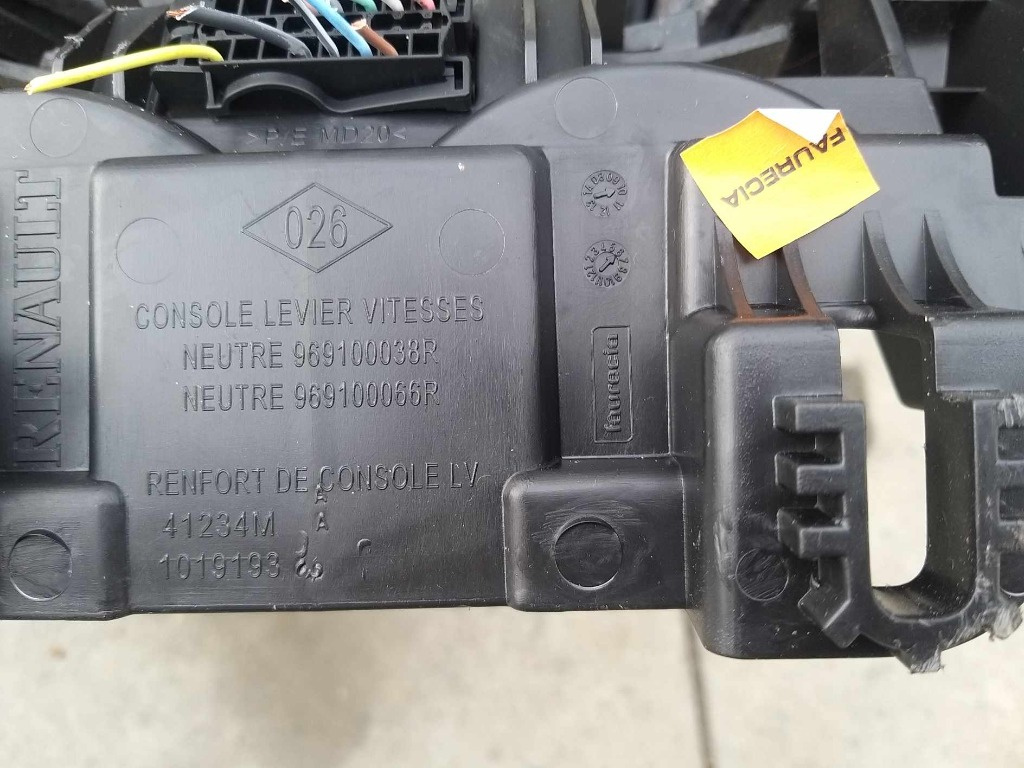 >P/E MD20<
RENAULT
026
CONSOLE LEVIER VITESSES
NEUTRE 969100038R
NEUTRE 969100066R
RENFORT DE CONSOLE LV
A
41234M A
1019193
FAURECIA
faurecia